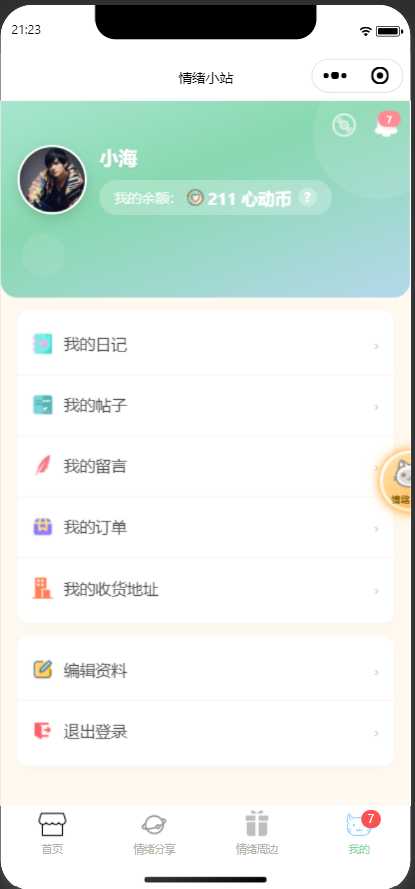 21:23
情绪小站
7
小海
我的余额： 211 心动币 ?
我的日记
我的帖子
我的留言
情绪
我的订单
我的收货地址
编辑资料
退出登录
7
首页 情绪分享 情绪周边 我的